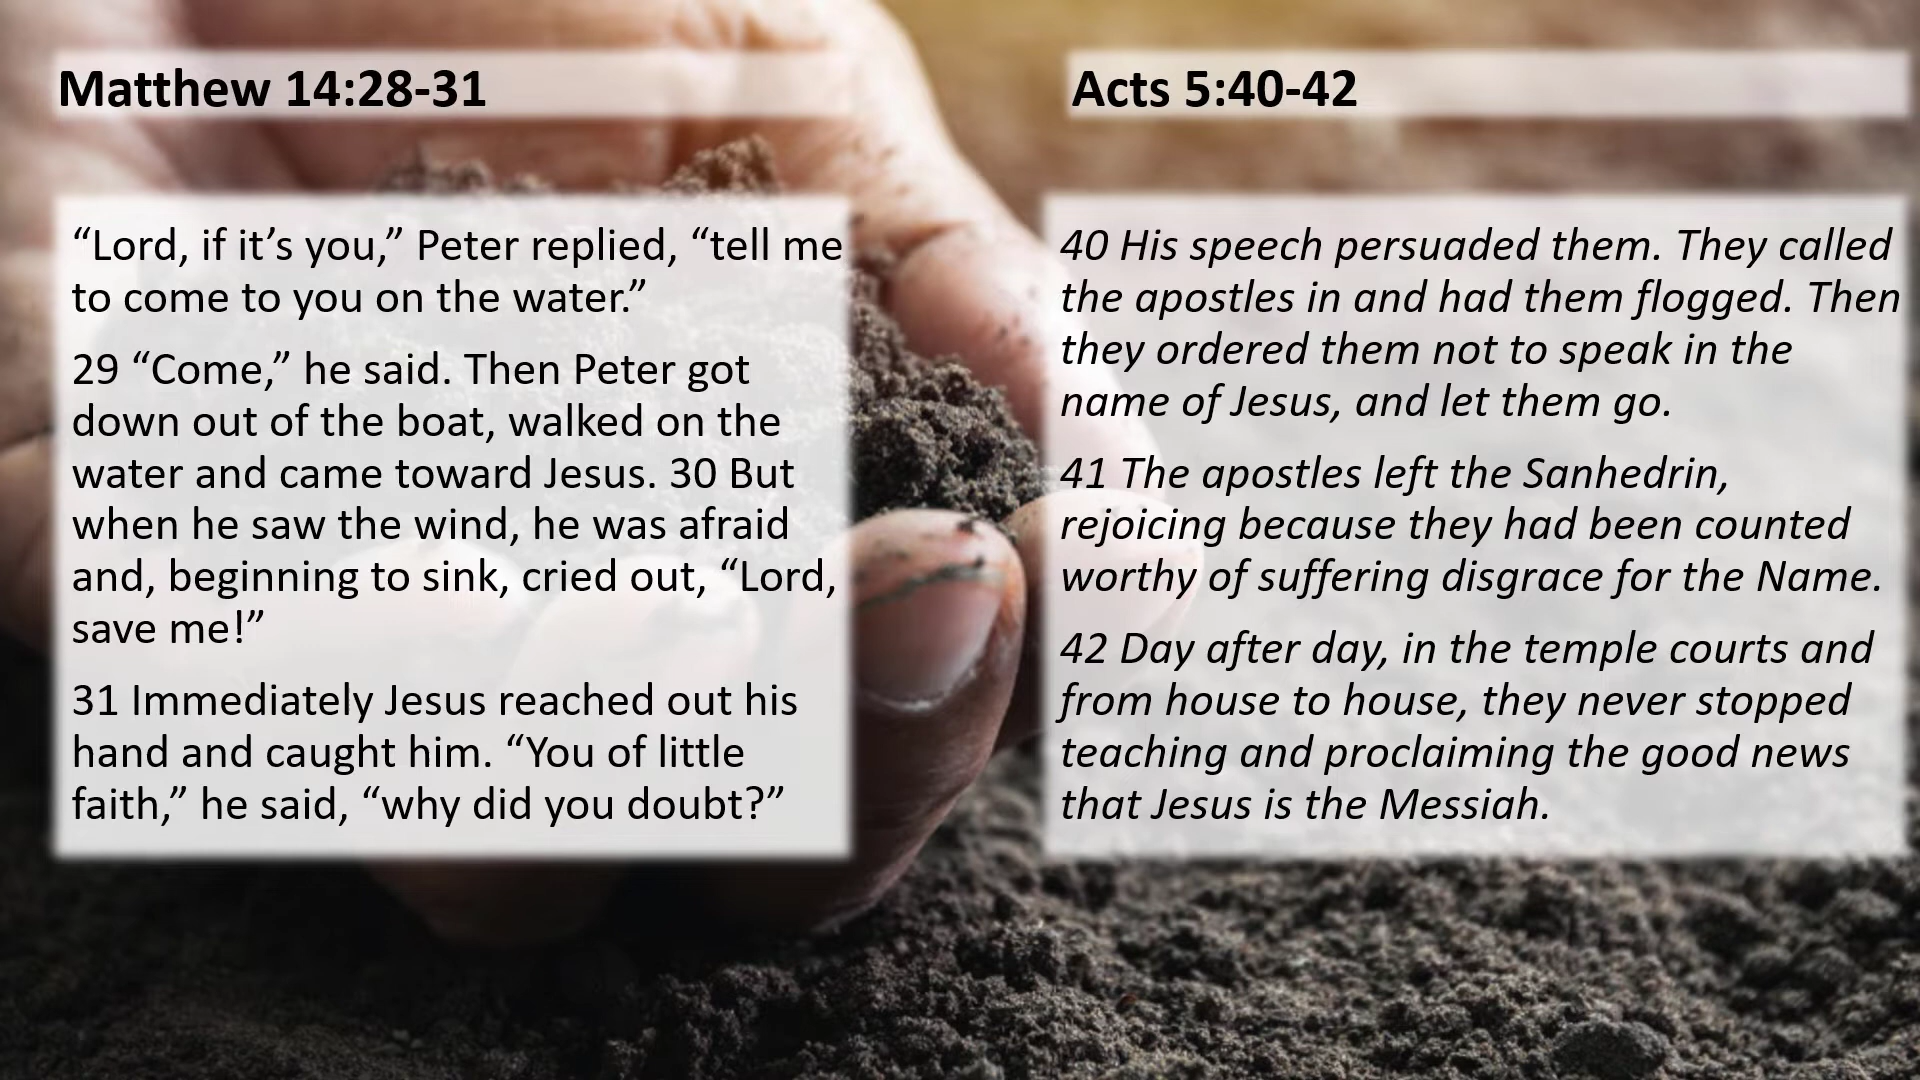 Matthew 14:28-31
“Lord, if it’s you,” Peter replied, “tell me
to come to you on the water.”
29 “Come,” he said. Then Peter got
down out of the boat, walked on the
water and came toward Jesus. 30 But
when he saw the wind, he was afraid
and, beginning to sink, cried out, “Lord,
save me!”
31 Immediately Jesus reached out his
hand and caught him. “You of little
faith,” he said, “why did you doubt?”
Acts 5:40-42
40 His speech persuaded them. They called
the apostles in and had them flogged. Then
they ordered them not to speak in the
name of Jesus, and let them go.
41 The apostles left the Sanhedrin,
rejoicing because they had been counted
worthy of suffering disgrace for the Name.
42 Day after day, in the temple courts and
from house to house, they never stopped
teaching and proclaiming the good news
that Jesus is the Messiah.